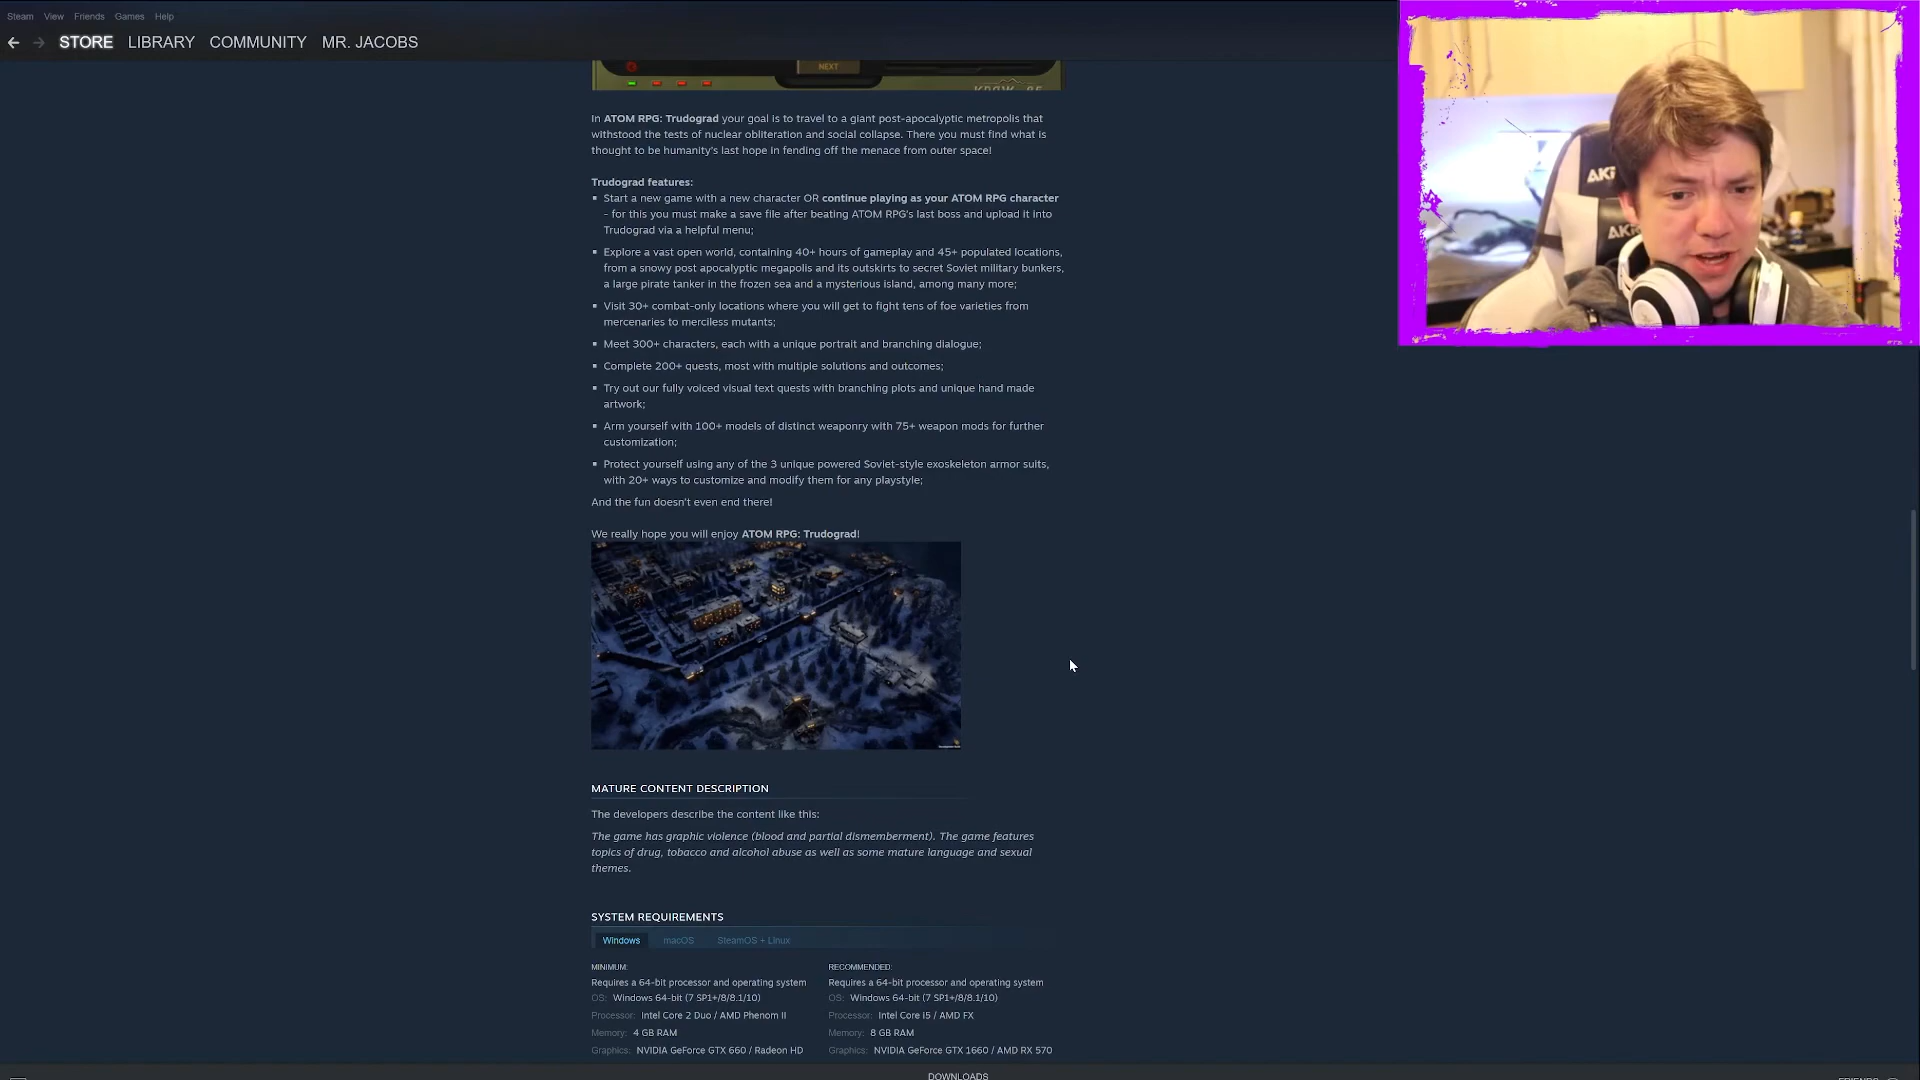 Steam View Friends Games Help
STORE LIBRARY COMMUNITY MR. JACOBS
NEXT
In ATOM RPG: Trudograd your goal is to travel to a giant post-apocalyptic metropolis that
withstood the tests of nuclear obliteration and social collapse. There you must find what is
thought to be humanity's last hope in fending off the menace from outer space!
Trudograd features:
Start a new game with a new character OR continue playing as your ATOM RPG character
- for this you must make a save file after beating ATOM RPG's last boss and upload it into
Trudograd via a helpful menu;
Explore a vast open world, containing 40+ hours of gameplay and 45+ populated locations,
from a snowy post apocalyptic megapolis and its outskirts to secret Soviet military bunkers,
a large pirate tanker in the frozen sea and a mysterious island, among many more;
Visit 30+ combat-only locations where you will get to fight tens of foe varieties from
mercenaries to merciless mutants;
Meet 300+ characters, each with a unique portrait and branching dialogue;
Complete 200+ quests, most with multiple solutions and outcomes;
Try out our fully voiced visual text quests with branching plots and unique hand made
artwork;
Arm yourself with 100+ models of distinct weaponry with 75+ weapon mods for further
customization;
Protect yourself using any of the 3 unique powered Soviet-style exoskeleton armor suits,
with 20+ ways to customize and modify them for any playstyle;
And the fun doesn't even end there!
We really hope you will enjoy ATOM RPG: Trudograd!
MATURE CONTENT DESCRIPTION
The developers describe the content like this:
The game has graphic violence (blood and partial dismemberment). The game features
topics of drug, tobacco and alcohol abuse as well as some mature language and sexual
themes.
SYSTEM REQUIREMENTS
Windows macOS SteamOS + Linux
MINIMUM: RECOMMENDED:
Requires a 64-bit processor and operating system Requires a 64-bit processor and operating system
OS: Windows 64-bit (7 SP1+/8/8.1/10) OS: Windows 64-bit (7 SP1+/8/8.1/10)
Processor: Intel Core 2 Duo / AMD Phenom II Processor: Intel Core i5 / AMD FX
Memory: 4 GB RAM Memory: 8 GB RAM
Graphics: NVIDIA GeForce GTX 660 / Radeon HD Graphics: NVIDIA GeForce GTX 1660 / AMD RX 570
DOWNLOADS